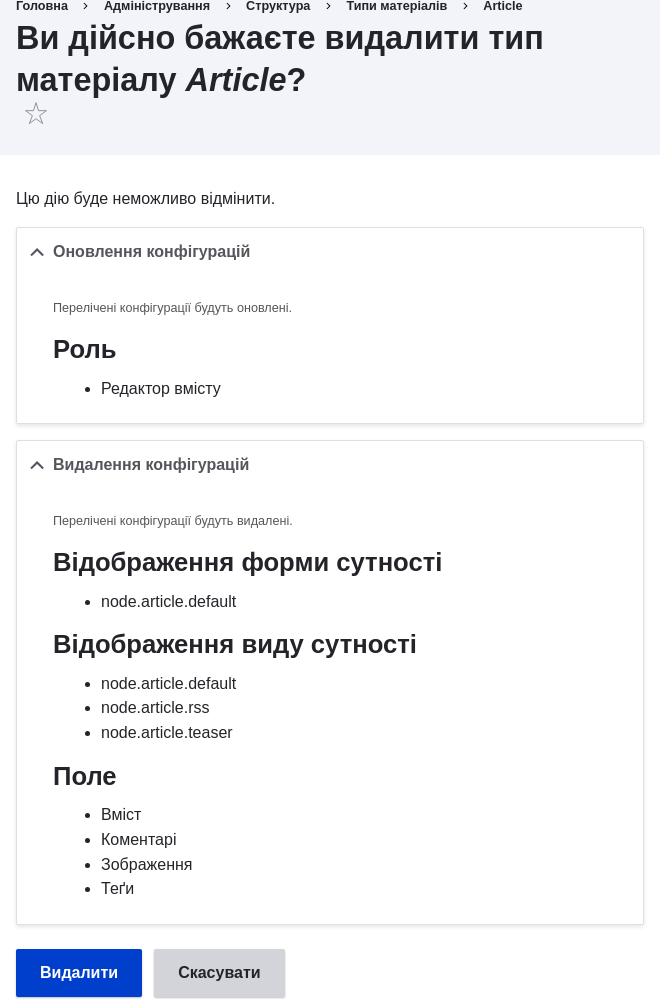 Головна > Адміністрування > Структура > Типи матеріалів > Article
Ви дійсно бажаєте видалити тип
матеріалу Article?
Цю дію буде неможливо відмінити.
Оновлення конфігурацій
Перелічені конфігурації будуть оновлені.
Роль
• Редактор вмісту
Видалення конфігурацій
Перелічені конфігурації будуть видалені.
Відображення форми сутності
• node.article.default
Відображення виду сутності
• node.article.default
• node.article.rss
• node.article.teaser
Поле
• Вміст
• Коментарі
• Зображення
• Теґи
Видалити Скасувати